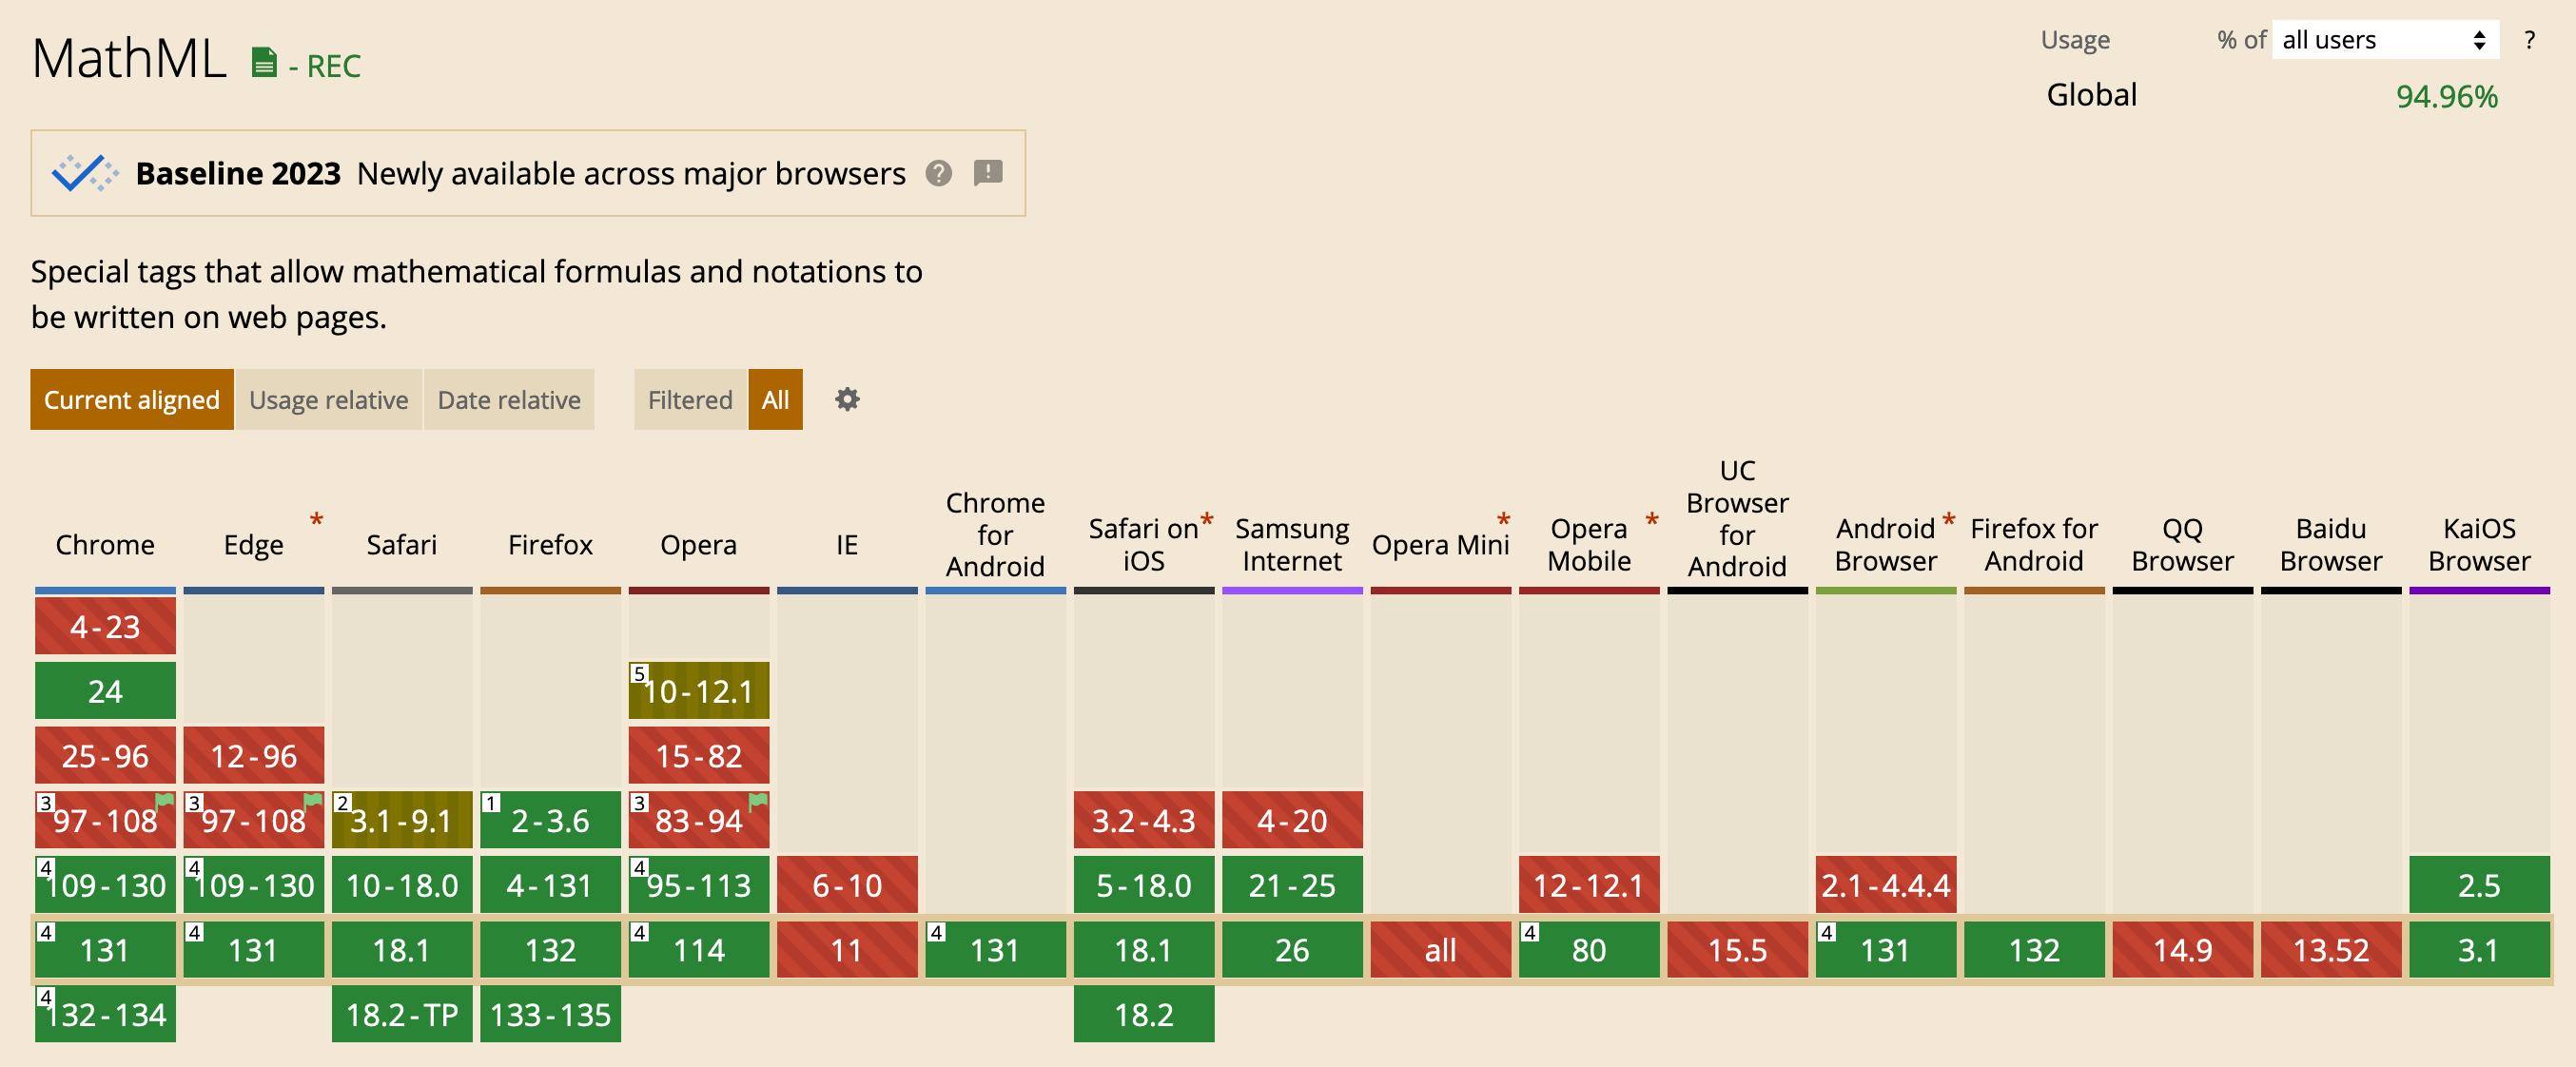 MathML - REC
Usage % of all users ?
Global 94.96%
Baseline 2023 Newly available across major browsers
Special tags that allow mathematical formulas and notations to
be written on web pages.
Current aligned Usage relative Date relative Filtered All
Chrome
Edge *
Safari
Firefox
Opera
IE
Chrome
for
Android
Safari on *
iOS
Samsung
Internet
Opera Mini *
Opera *
Mobile
UC
Browser
for
Android
Android *
Browser
Firefox for
Android
QQ
Browser
Baidu
Browser
KaiOS
Browser
4-23
24 5 10-12.1
25-96 12-96 15-82
3 97-108 3 97-108 2 3.1-9.1 1 2-3.6 3 83-94 3.2-4.3 4-20
4 109-130 4 109-130 10-18.0 4-131 4 95-113 6-10 5-18.0 21-25 12-12.1 2.1-4.4.4 2.5
4 131 4 131 18.1 132 4 114 11 4 131 18.1 26 all 4 80 15.5 4 131 132 14.9 13.52 3.1
4 132-134 18.2-TP 133-135 18.2